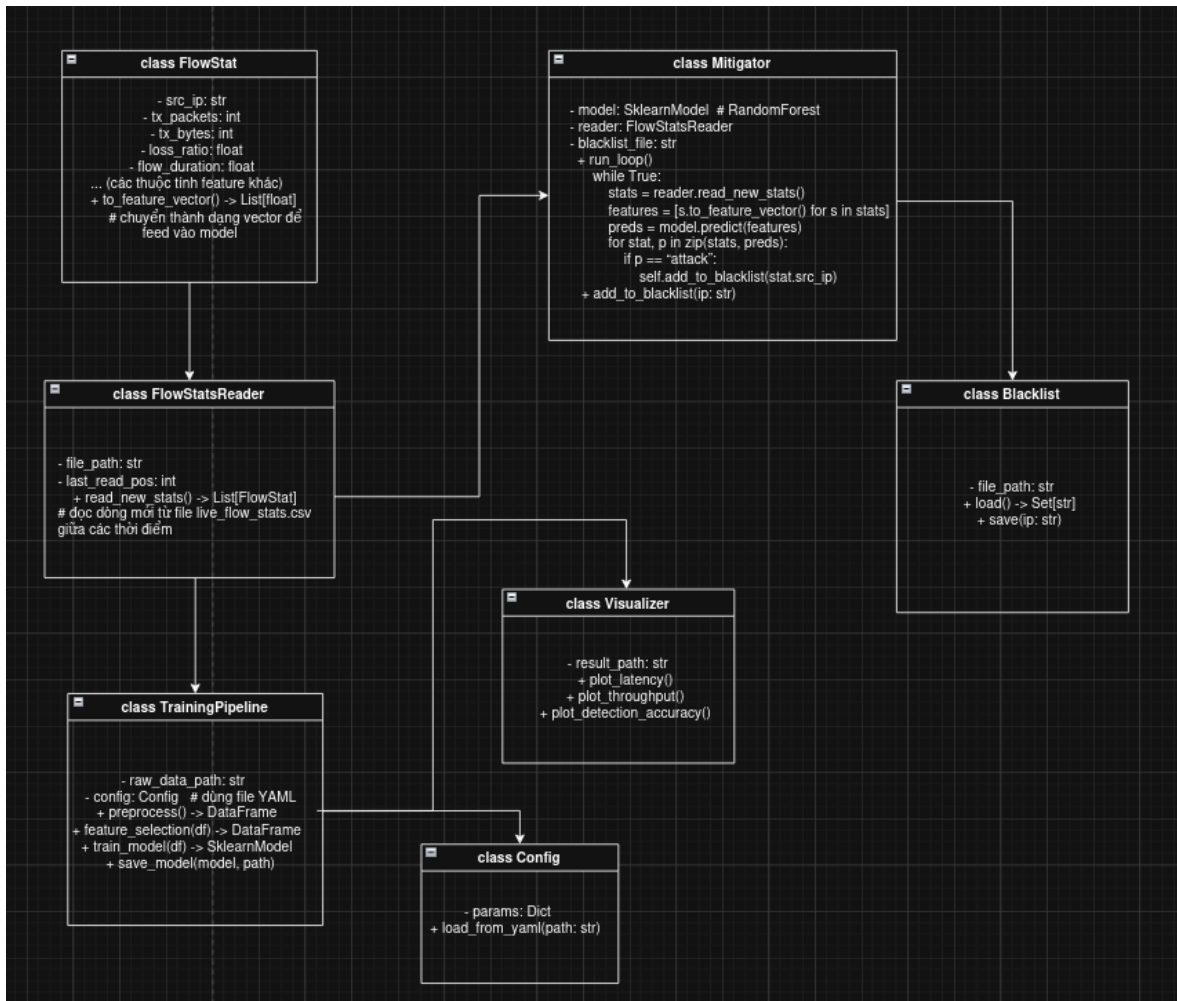 class FlowStat
- src_ip: str
- tx_packets: int
- tx_bytes: int
- loss_ratio: float
- flow_duration: float
... (các thuộc tính feature khác)
+ to_feature_vector() -> List[float]
# chuyển thành dạng vector để
feed vào model
class Mitigator
- model: SklearnModel # RandomForest
- reader: FlowStatsReader
- blacklist_file: str
+ run_loop()
while True:
stats = reader.read_new_stats()
features = [s.to_feature_vector() for s in stats]
preds = model.predict(features)
for stat, p in zip(stats, preds):
if p == “attack”:
self.add_to_blacklist(stat.src_ip)
+ add_to_blacklist(ip: str)
class FlowStatsReader
- file_path: str
- last_read_pos: int
+ read_new_stats() -> List[FlowStat]
# đọc dòng mới từ file live_flow_stats.csv
giữa các thời điểm
class Blacklist
- file_path: str
+ load() -> Set[str]
+ save(ip: str)
class Visualizer
- result_path: str
+ plot_latency()
+ plot_throughput()
+ plot_detection_accuracy()
class TrainingPipeline
- raw_data_path: str
- config: Config # dùng file YAML
+ preprocess() -> DataFrame
+ feature_selection(df) -> DataFrame
+ train_model(df) -> SklearnModel
+ save_model(model, path)
class Config
- params: Dict
+ load_from_yaml(path: str)